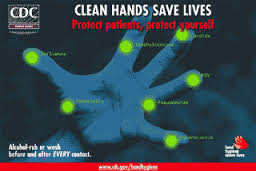 CDC
CLEAN HANDS SAVE LIVES
Protect patients, protect yourself
Candida
Influenza
RSV
Pseudomonas
Enterococcus
Alcohol-rub or wash
before and after EVERY contact.
www.cdc.gov/handhygiene